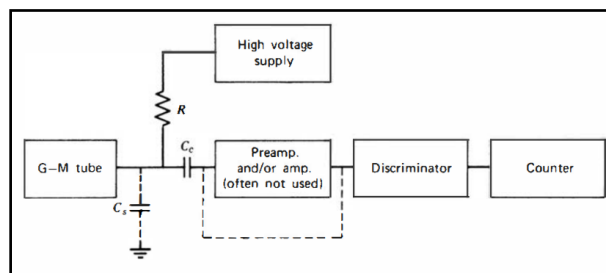 High voltage
supply
R
G–M tube
C_c
Preamp.
and/or amp.
(often not used)
Discriminator
Counter
C_s